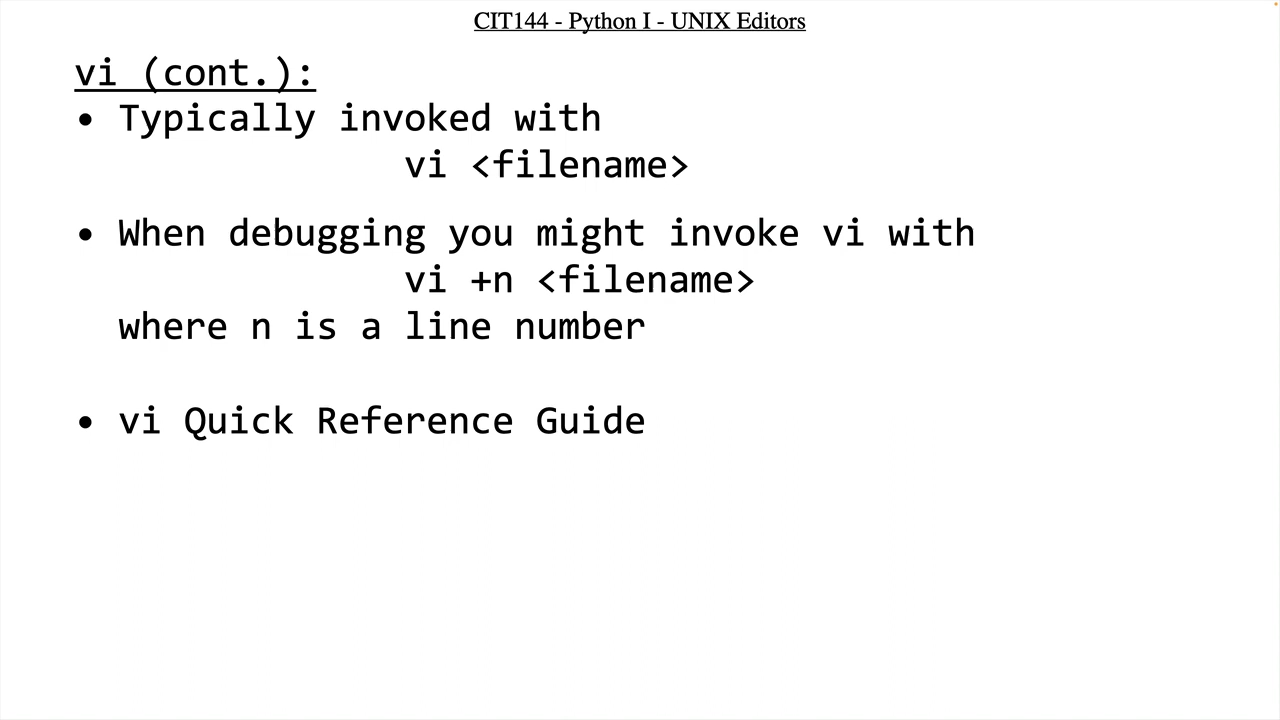 CIT144 - Python I - UNIX Editors
vi (cont.):
• Typically invoked with
vi <filename>
• When debugging you might invoke vi with
vi +n <filename>
where n is a line number
• vi Quick Reference Guide